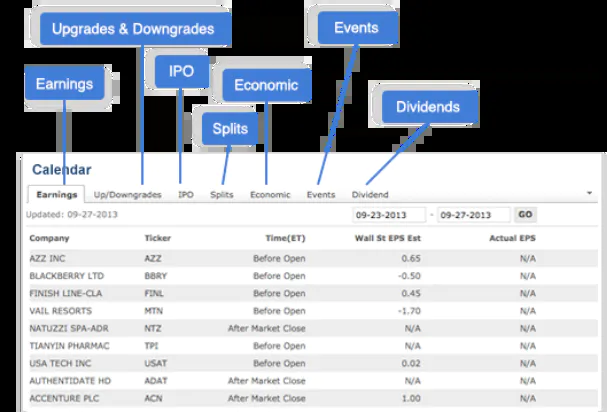 Upgrades & Downgrades
Events
IPO
Earnings
Economic
Dividends
Splits
Calendar
Earnings Up/Downgrades IPO Splits Economic Events Dividend
Updated: 09-27-2013 09-23-2013 - 09-27-2013 GO
Company Ticker Time(ET) Wall St EPS Est Actual EPS
AZZ INC AZZ Before Open 0.65 N/A
BLACKBERRY LTD BBRY Before Open -0.50 N/A
FINISH LINE-CLA FINL Before Open 0.45 N/A
VAIL RESORTS MTN Before Open -1.70 N/A
NATUZZI SPA-ADR NTZ After Market Close N/A N/A
TIANYIN PHARMAC TPI Before Open N/A N/A
USA TECH INC USAT Before Open 0.02 N/A
AUTHENTIDATE HD ADAT After Market Close N/A N/A
ACCENTURE PLC ACN After Market Close 1.00 N/A